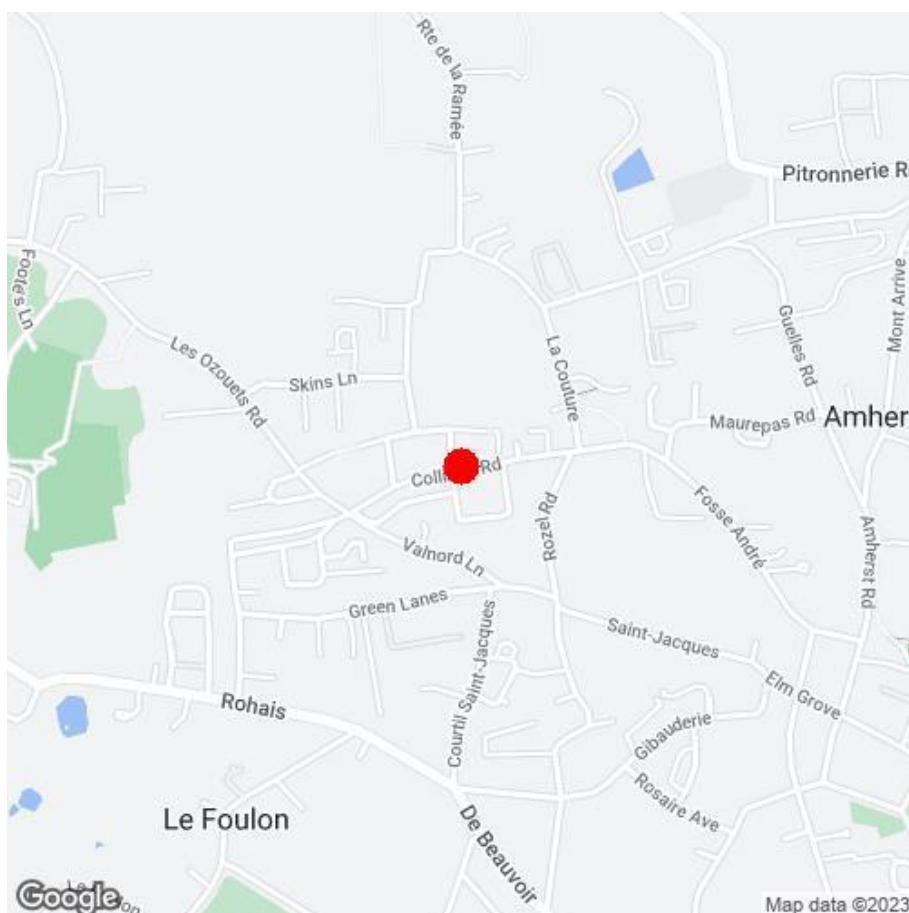 Rte de la Ramée
Pitronnerie R
Foote's Ln
Mont Arrive
Guelles Rd
Les Ozouets Rd
La Couture
Skins Ln
Maurepas Rd
Amher
Rd
Fosse André
Rozel Rd
Amherst Rd
Valnord Ln
Green Lanes
Saint-Jacques
Courtil Saint-Jacques
Elm Grove
Rohais
Gibauderie
Rosaire Ave
Le Foulon
De Beauvoir
Google
Map data ©2023